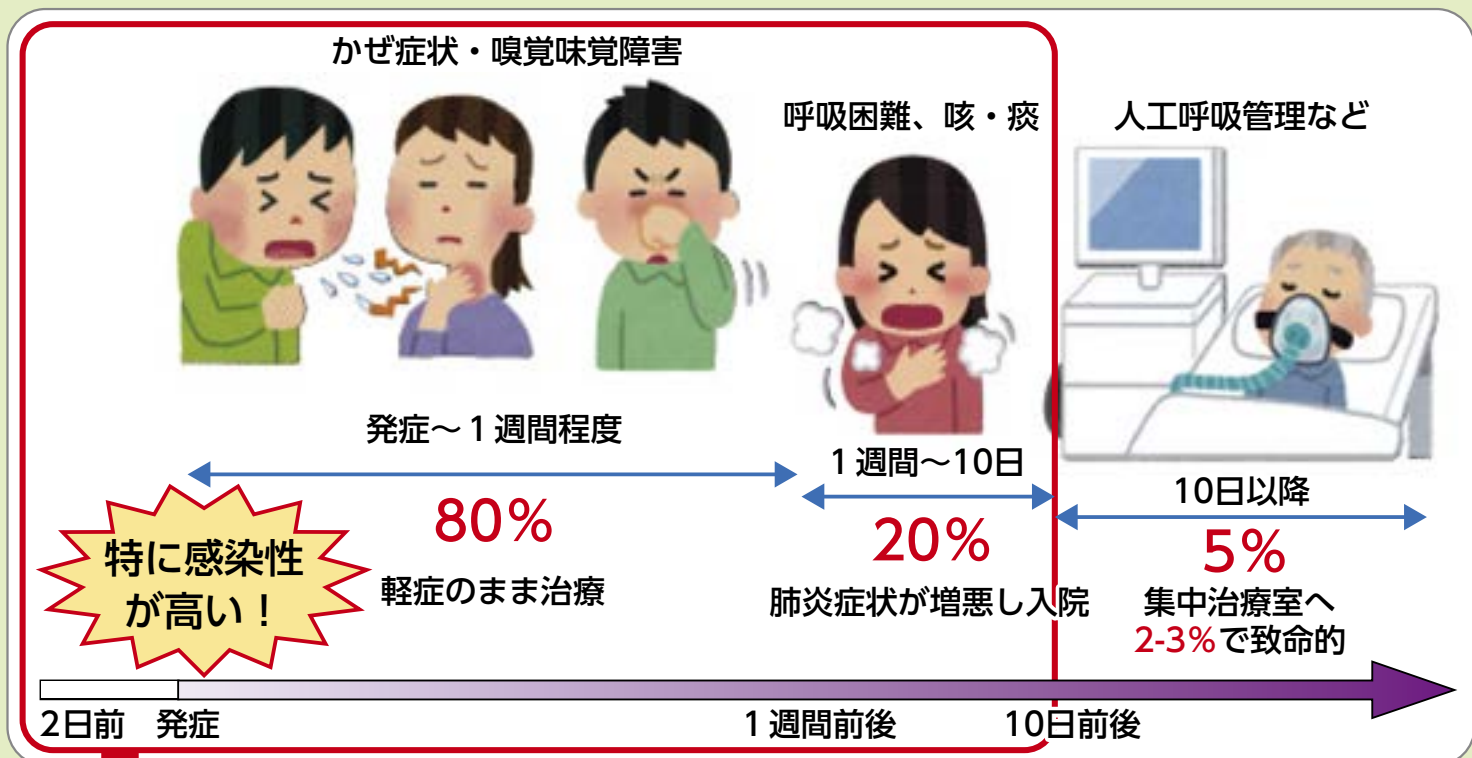 かぜ症状・嗅覚味覚障害
呼吸困難、咳・痰
人工呼吸管理など
発症〜1週間程度
1週間〜10日
10日以降
80%
20%
5%
軽症のまま治療
肺炎症状が増悪し入院
集中治療室へ
2-3%で致命的
特に感染性
が高い！
2日前
発症
1週間前後
10日前後